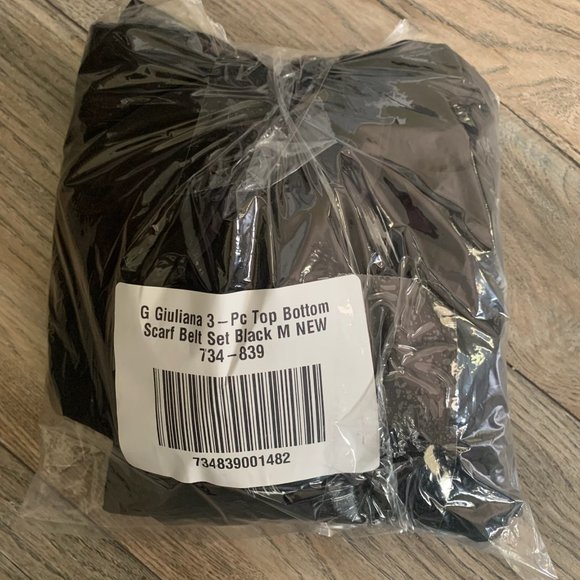 G Giuliana 3-Pc Top Bottom
Scarf Belt Set Black M NEW
734-839
734839001482